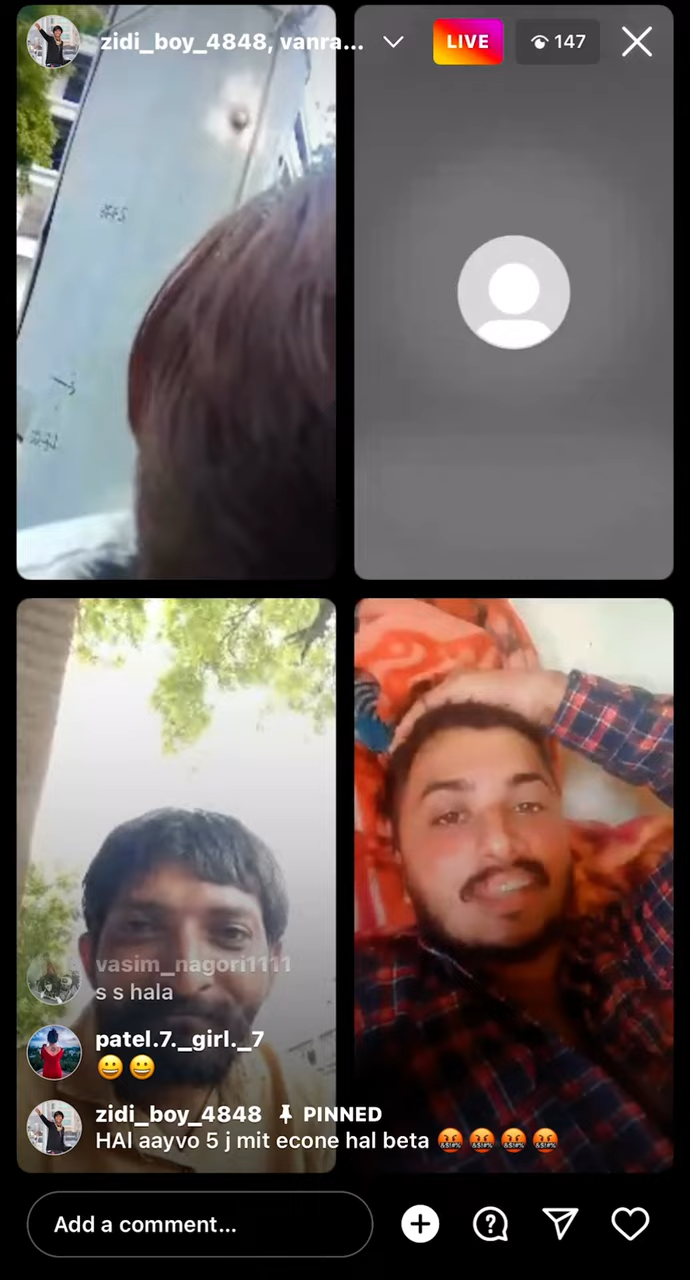 zidi_boy_4848, vanra...
LIVE
147
vasim_nagori1111
s s hala
patel.7._girl._7
😀 😀
zidi_boy_4848 PINNED
HAI aayvo 5 j mit econe hal beta 🤬 🤬 🤬 🤬
Add a comment...